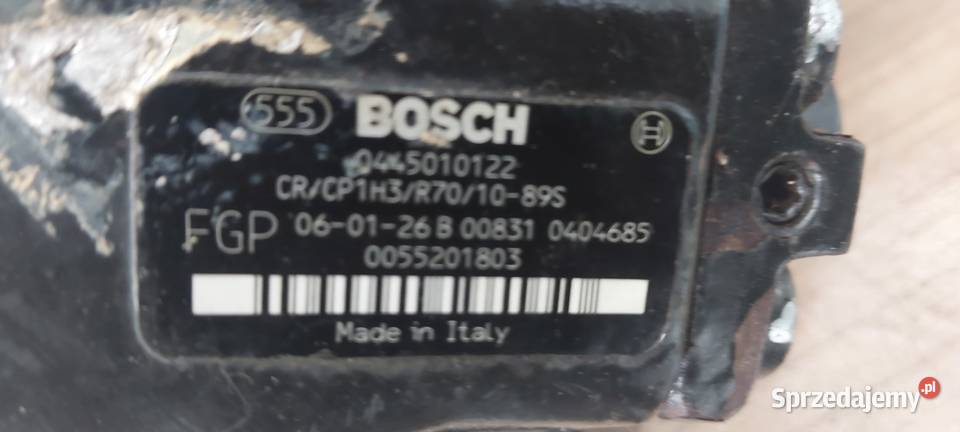 555 BOSCH
0445010122
CR/CP1H3/R70/10-89S
FGP 06-01-26 B 00831 0404685
0055201803
Made in Italy
Sprzedajemy.pl